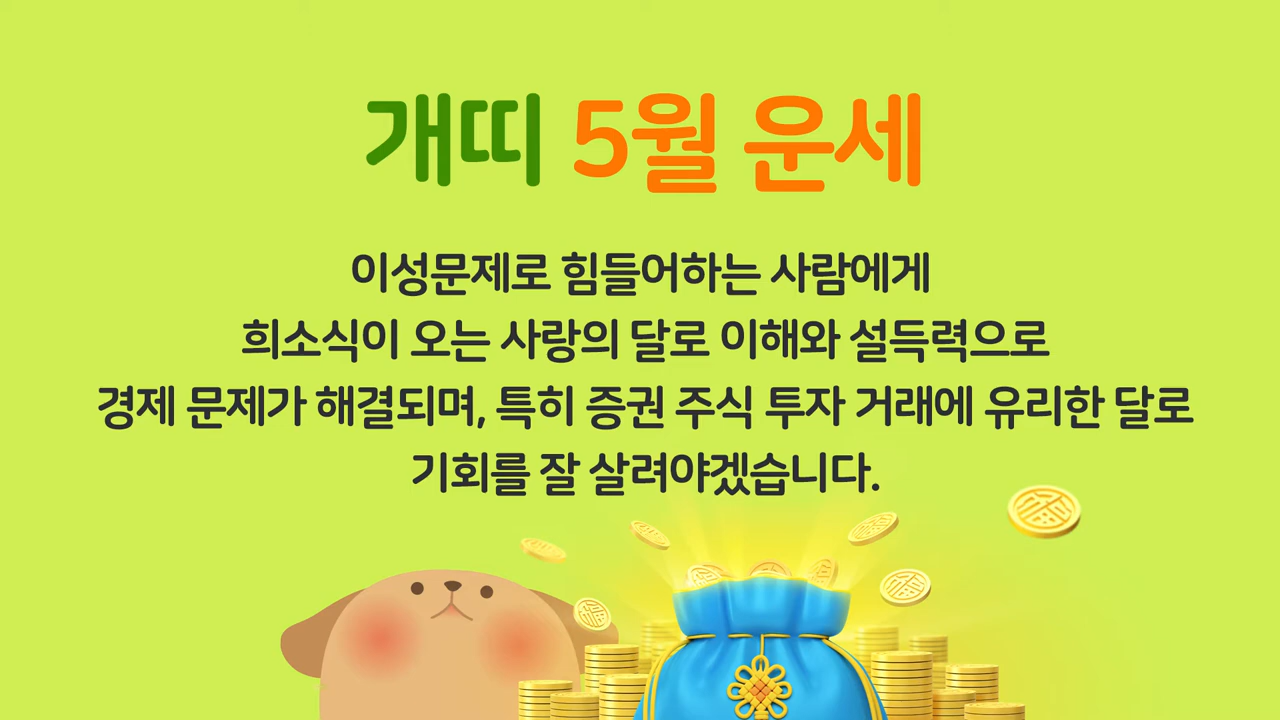 개띠 5월 운세
이성문제로 힘들어하는 사람에게
희소식이 오는 사랑의 달로 이해와 설득력으로
경제 문제가 해결되며, 특히 증권 주식 투자 거래에 유리한 달로
기회를 잘 살려야겠습니다.
福
福
福